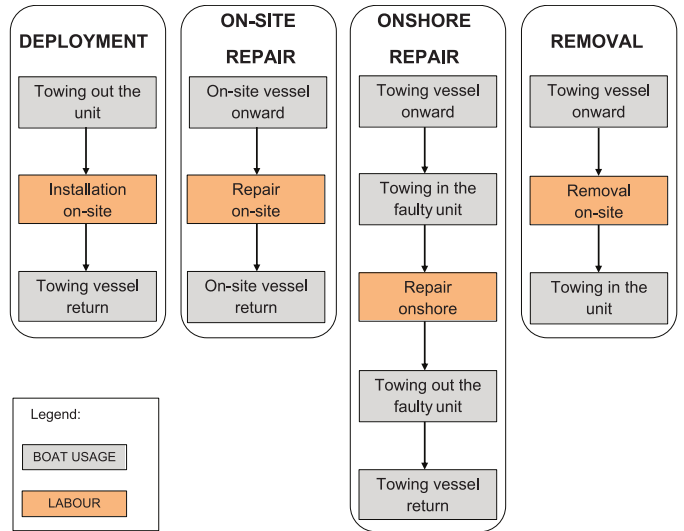 DEPLOYMENT
Towing out the
unit
Installation
on-site
Towing vessel
return
ON-SITE
REPAIR
On-site vessel
onward
Repair
on-site
On-site vessel
return
ONSHORE
REPAIR
Towing vessel
onward
Towing in the
faulty unit
Repair
onshore
Towing out the
faulty unit
Towing vessel
return
REMOVAL
Towing vessel
onward
Removal
on-site
Towing in the
unit
Legend:
BOAT USAGE
LABOUR